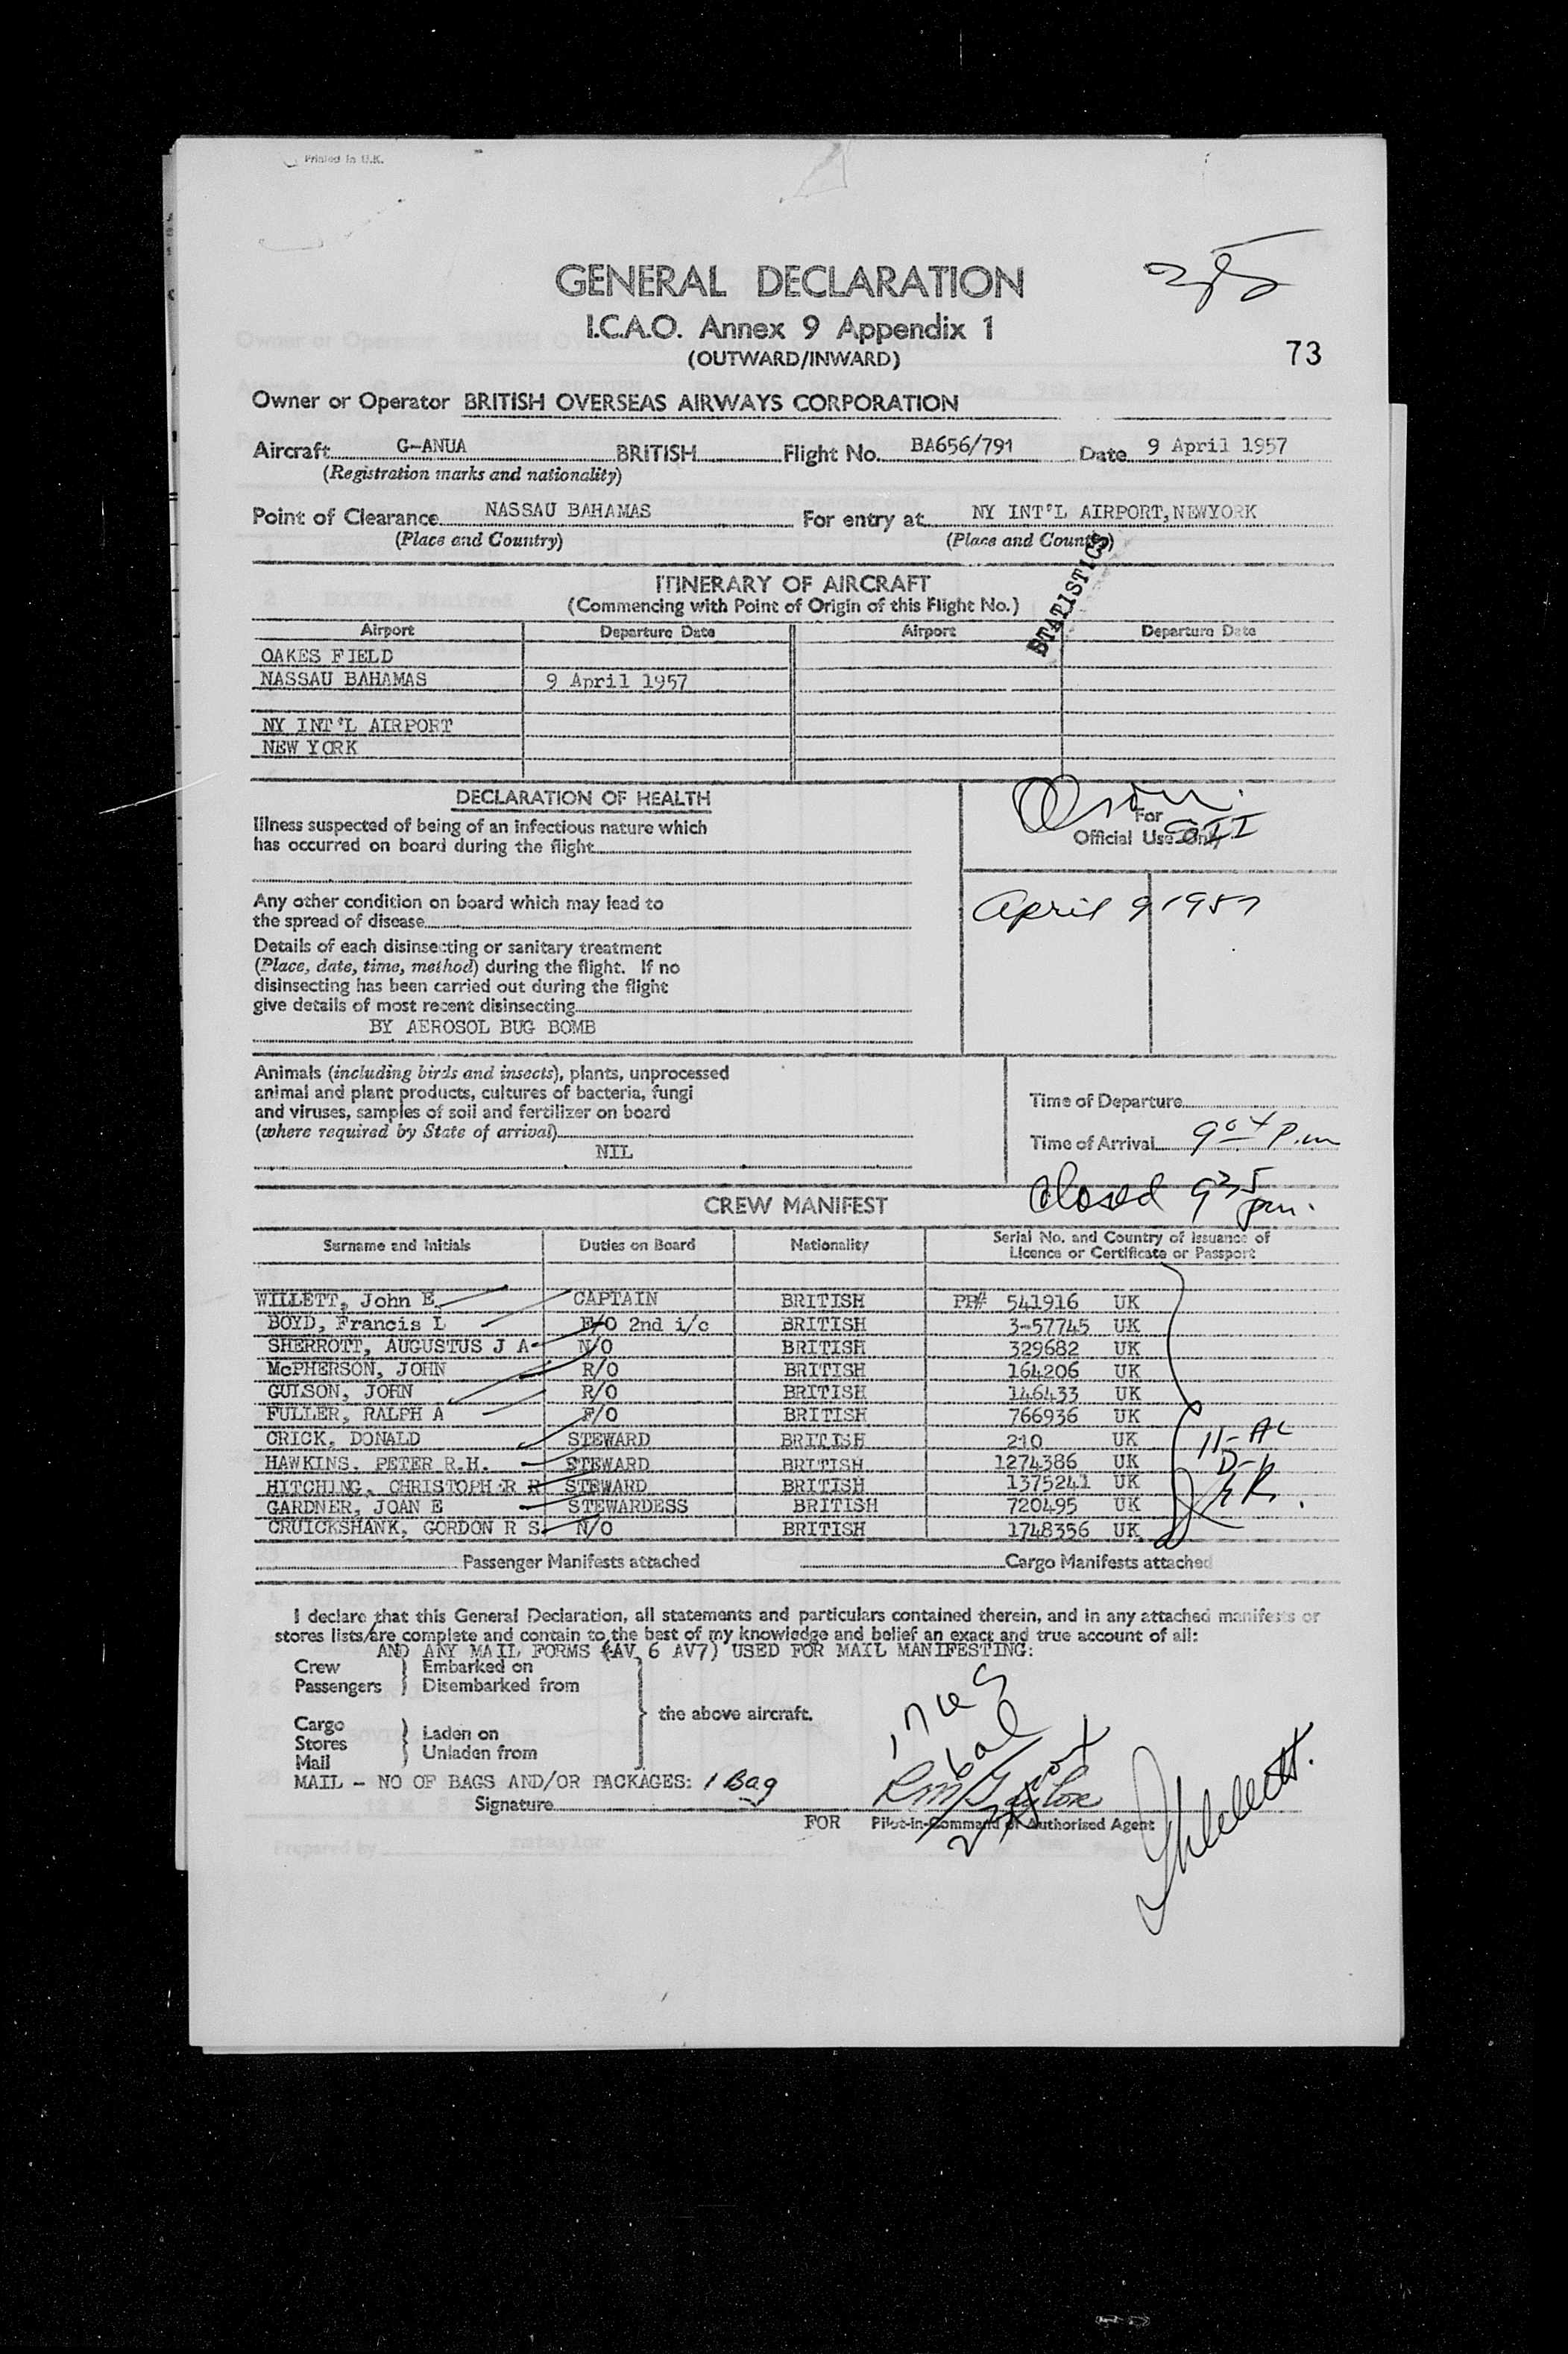 Printed in U.K.
GENERAL DECLARATION
I.C.A.O. Annex 9 Appendix 1
(OUTWARD/INWARD)
73
Owner or Operator BRITISH OVERSEAS AIRWAYS CORPORATION
Aircraft G-ANUA BRITISH Flight No. BA656/791 Date 9 April 1957
(Registration marks and nationality)
Point of Clearance NASSAU BAHAMAS For entry at NY INT'L AIRPORT,NEWYORK
(Place and Country) (Place and Country)
STATISTICS
ITINERARY OF AIRCRAFT
(Commencing with Point of Origin of this Flight No.)
Airport Departure Date Airport Departure Date
OAKES FIELD
NASSAU BAHAMAS 9 April 1957
NY INT'L AIRPORT
NEW YORK
DECLARATION OF HEALTH
Illness suspected of being of an infectious nature which
has occurred on board during the flight
For
Official Use Only
Any other condition on board which may lead to
the spread of disease
April 9 1957
Details of each disinsecting or sanitary treatment
(Place, date, time, method) during the flight. If no
disinsecting has been carried out during the flight
give details of most recent disinsecting
BY AEROSOL BUG BOMB
Animals (including birds and insects), plants, unprocessed
animal and plant products, cultures of bacteria, fungi
and viruses, samples of soil and fertilizer on board
(where required by State of arrival)
NIL
Time of Departure
Time of Arrival 9 04 P.m
Closed 9 35 pm.
CREW MANIFEST
Surname and Initials Duties on Board Nationality Serial No. and Country of Issuance of
Licence or Certificate or Passport
WILLETT, John E CAPTAIN BRITISH PP# 541916 UK
BOYD, Francis L F/O 2nd i/c BRITISH 3-57745 UK
SHERROTT, AUGUSTUS J A N/O BRITISH 329682 UK
McPHERSON, JOHN R/O BRITISH 164206 UK
GULSON, JOHN R/O BRITISH 146433 UK
FULLER, RALPH A F/O BRITISH 766936 UK
CRICK, DONALD STEWARD BRITISH 210 UK
HAWKINS, PETER R.H. STEWARD BRITISH 1274386 UK
HITCHING, CHRISTOPHER R STEWARD BRITISH 1375241 UK
GARDNER, JOAN E STEWARDESS BRITISH 720495 UK
CRUICKSHANK, GORDON R S N/O BRITISH 1748356 UK
Passenger Manifests attached Cargo Manifests attached
I declare that this General Declaration, all statements and particulars contained therein, and in any attached manifests or
stores lists/are complete and contain to the best of my knowledge and belief an exact and true account of all:
AND ANY MAIL FORMS (AV 6 AV7) USED FOR MAIL MANIFESTING:
Crew Embarked on
Passengers Disembarked from
the above aircraft.
Cargo
Stores Laden on
Mail Unladen from
MAIL - NO OF BAGS AND/OR PACKAGES: 1 Bag
Signature RM Taylor
FOR Pilot-in-Command or Authorised Agent